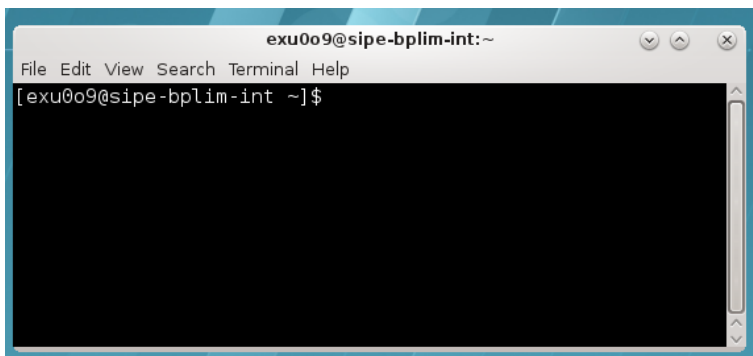 exu0o9@sipe-bplim-int:~
File Edit View Search Terminal Help
[exu0o9@sipe-bplim-int ~]$